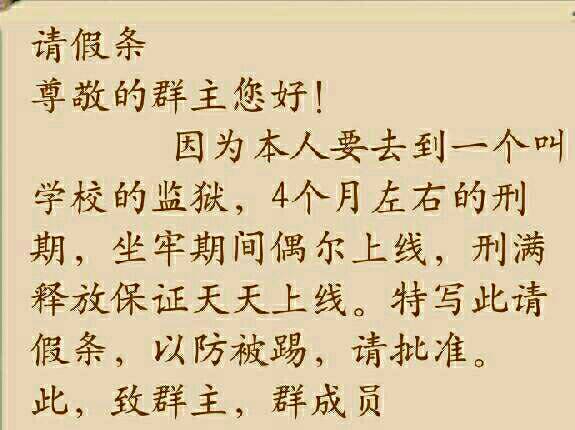 请假条
尊敬的群主您好!
因为本人要去到一个叫
学校的监狱，4个月左右的刑
期，坐牢期间偶尔上线，刑满
释放保证天天上线。特写此请
假条，以防被踢，请批准。
此，致群主，群成员